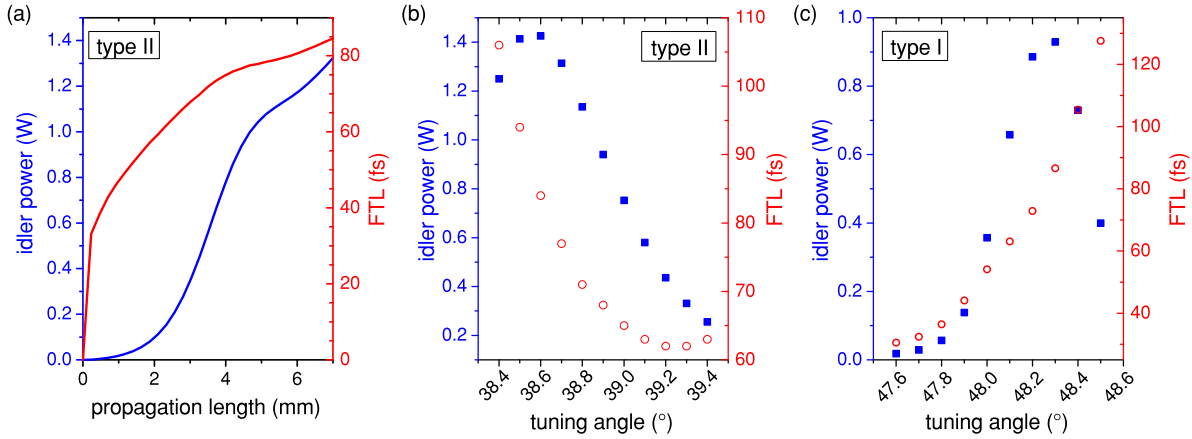 (a)
type II
idler power (W)
1.4
1.2
1.0
0.8
0.6
0.4
0.2
0.0
0 2 4 6
propagation length (mm)
80
60
40
20
0
FTL (fs)
(b)
type II
idler power (W)
1.4
1.2
1.0
0.8
0.6
0.4
0.2
38.4 38.6 38.8 39.0 39.2 39.4
tuning angle (°)
110
100
90
80
70
60
FTL (fs)
(c)
type I
idler power (W)
1.0
0.8
0.6
0.4
0.2
0.0
47.6 47.8 48.0 48.2 48.4 48.6
tuning angle (°)
120
100
80
60
40
FTL (fs)